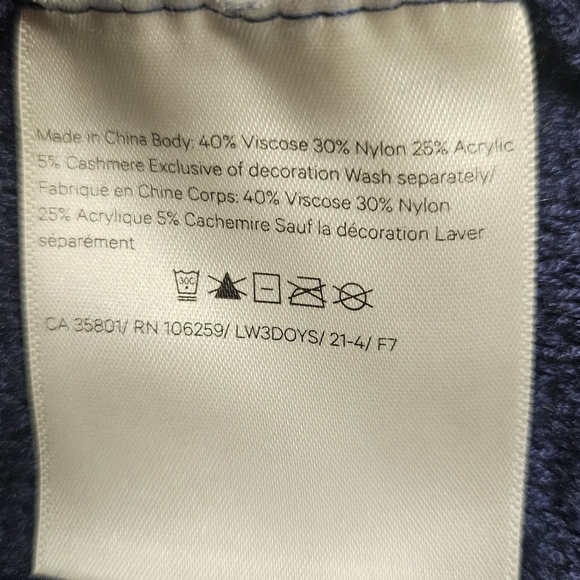 Made in China Body: 40% Viscose 30% Nylon 25% Acrylic
5% Cashmere Exclusive of decoration Wash separately/
Fabriqué en Chine Corps: 40% Viscose 30% Nylon
25% Acrylique 5% Cachemire Sauf la décoration Laver
séparément
30C
CA 35801/ RN 106259/ LW3DOYS/ 21-4/ F7